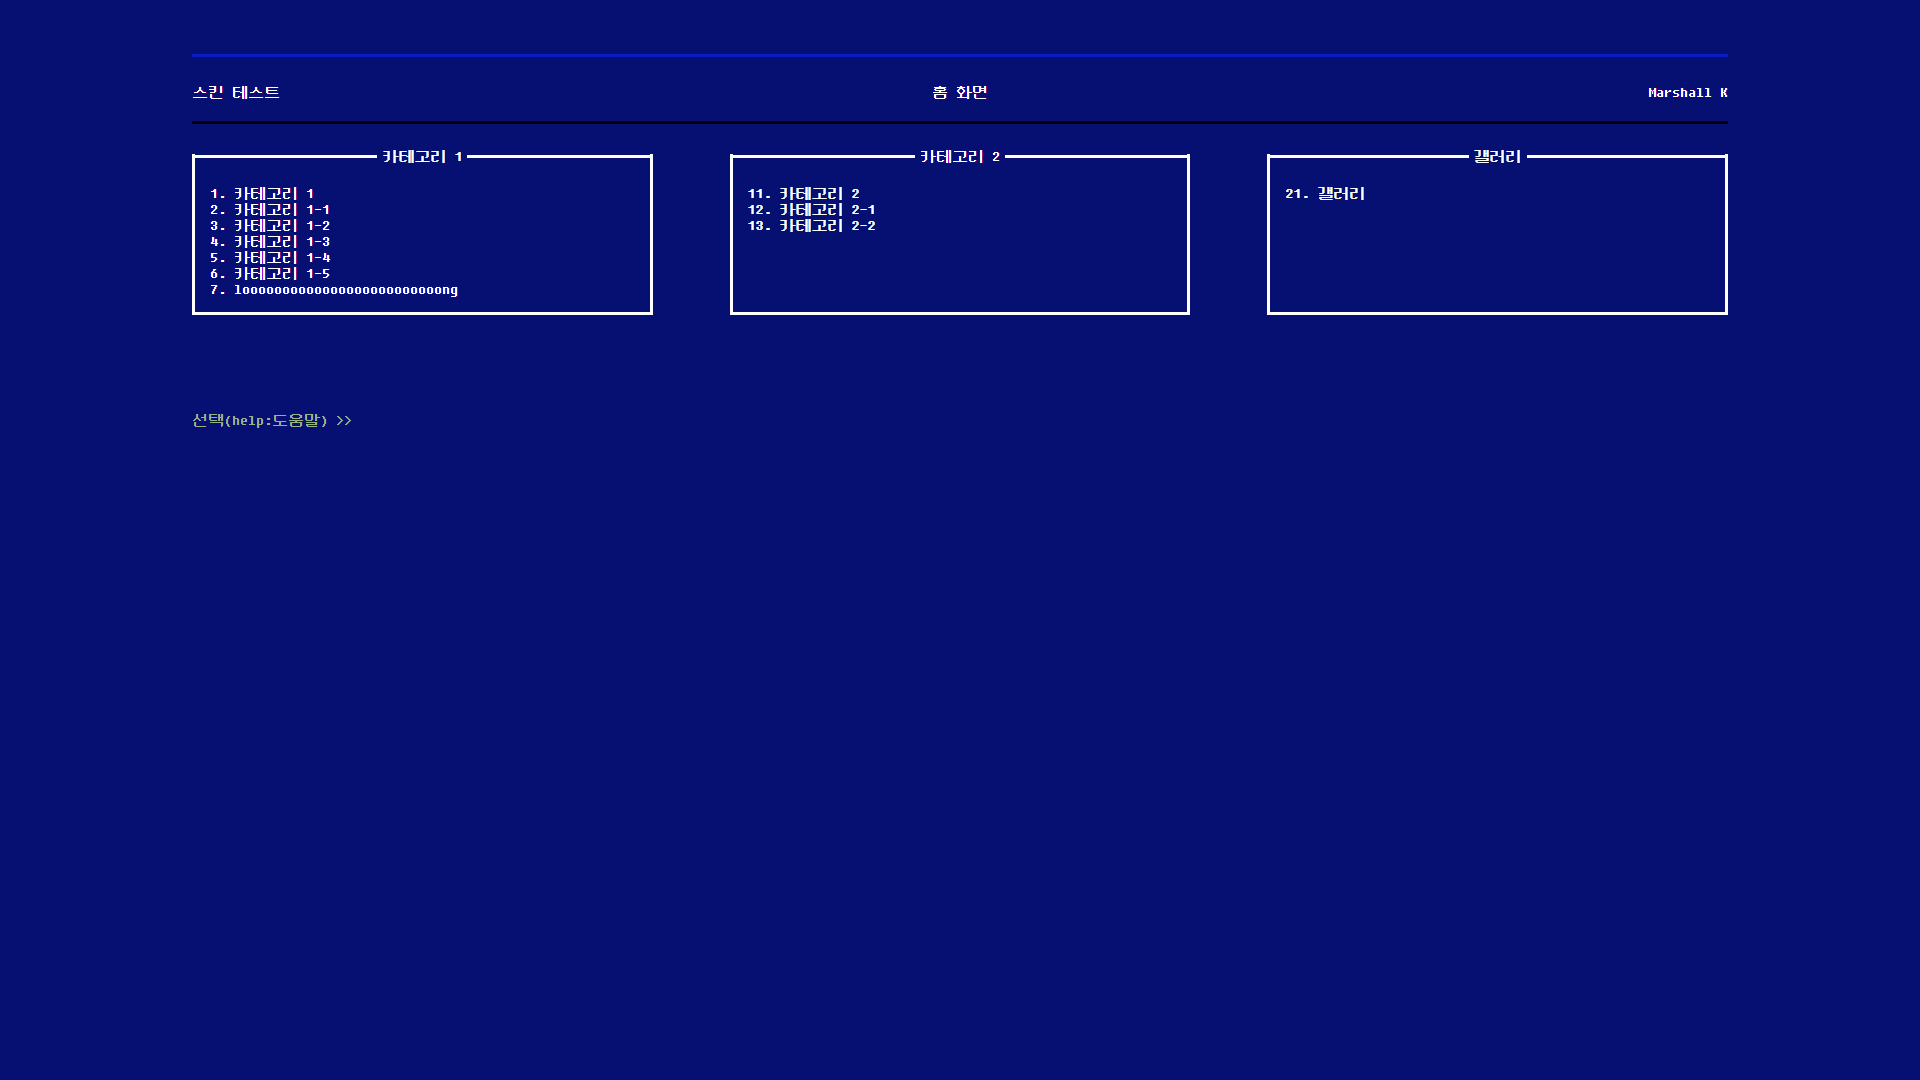 스킨 테스트
홈 화면
Marshall K
카테고리 1
1. 카테고리 1
2. 카테고리 1-1
3. 카테고리 1-2
4. 카테고리 1-3
5. 카테고리 1-4
6. 카테고리 1-5
7. looooooooooooooooooooooooong
카테고리 2
11. 카테고리 2
12. 카테고리 2-1
13. 카테고리 2-2
갤러리
21. 갤러리
선택(help:도움말) >>